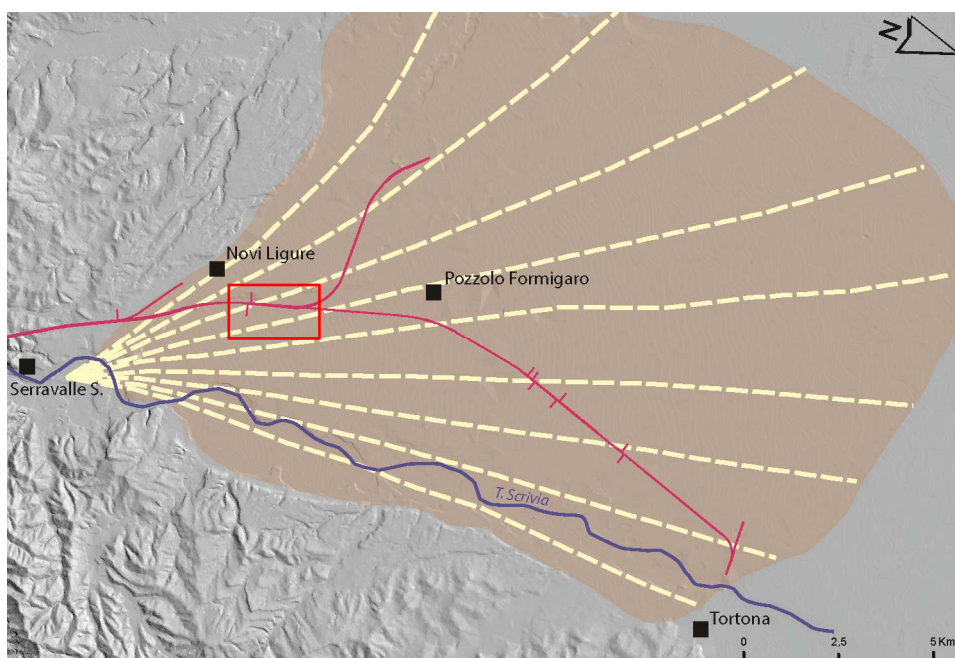 N
Novi Ligure
Pozzolo Formigaro
Serravalle S.
T. Scrivia
Tortona
0 2,5 5 Km